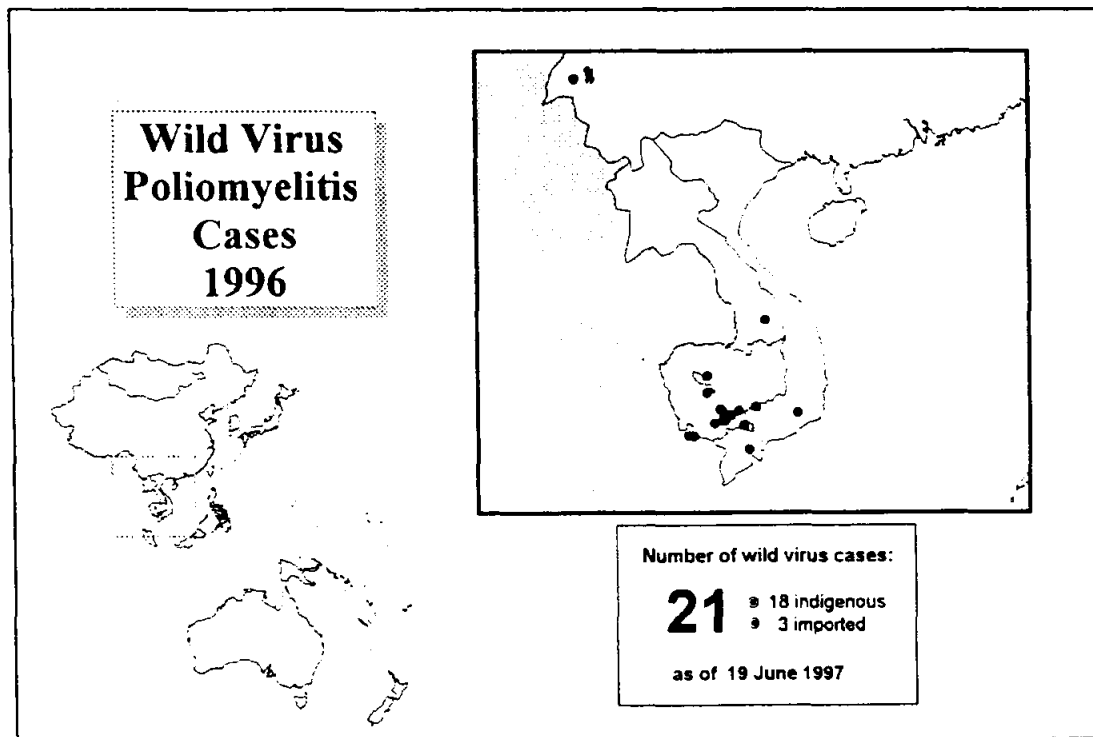 Wild Virus
Poliomyelitis
Cases
1996
Number of wild virus cases:
21
18 indigenous
3 imported
as of 19 June 1997